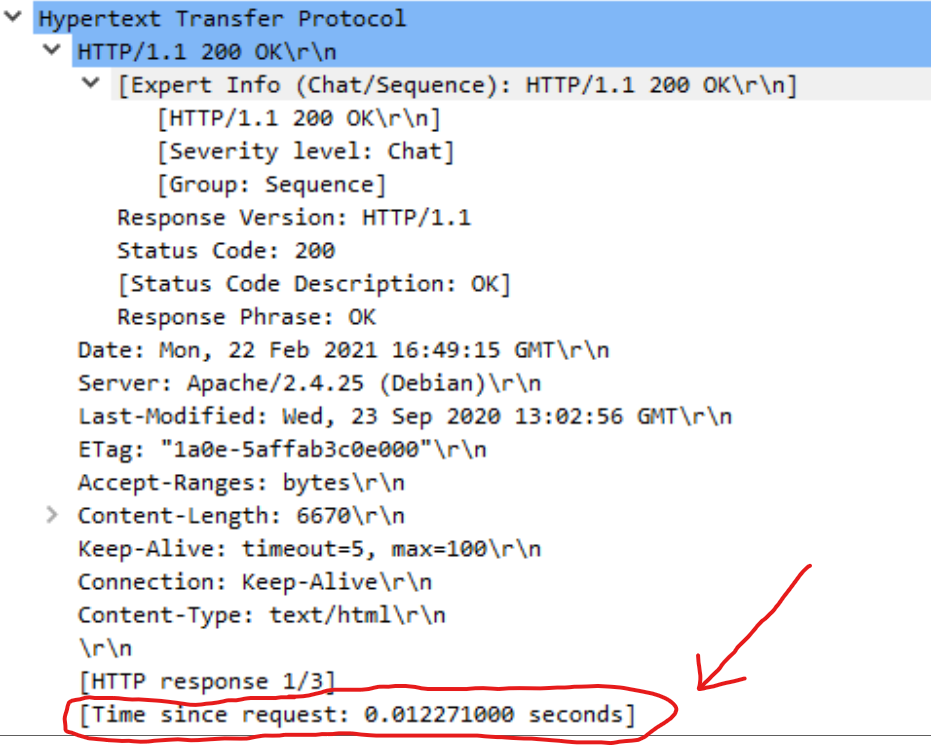 Hypertext Transfer Protocol
HTTP/1.1 200 OK\r\n
[Expert Info (Chat/Sequence): HTTP/1.1 200 OK\r\n]
[HTTP/1.1 200 OK\r\n]
[Severity level: Chat]
[Group: Sequence]
Response Version: HTTP/1.1
Status Code: 200
[Status Code Description: OK]
Response Phrase: OK
Date: Mon, 22 Feb 2021 16:49:15 GMT\r\n
Server: Apache/2.4.25 (Debian)\r\n
Last-Modified: Wed, 23 Sep 2020 13:02:56 GMT\r\n
ETag: "1a0e-5affab3c0e000"\r\n
Accept-Ranges: bytes\r\n
Content-Length: 6670\r\n
Keep-Alive: timeout=5, max=100\r\n
Connection: Keep-Alive\r\n
Content-Type: text/html\r\n
\r\n
[HTTP response 1/3]
[Time since request: 0.012271000 seconds]